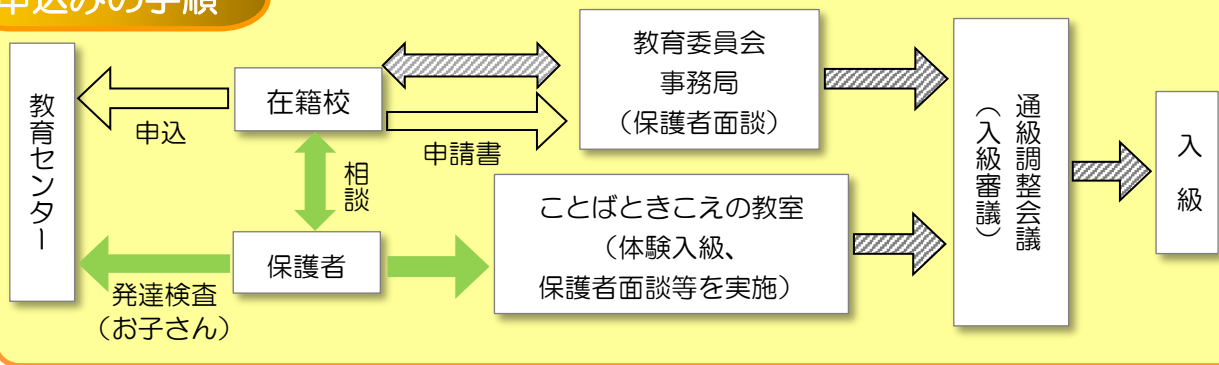 申込みの手順
教育センター
申込
在籍校
申請書
教育委員会
事務局
（保護者面談）
相談
保護者
発達検査
（お子さん）
ことばときこえの教室
（体験入級、
保護者面談等を実施）
通級調整会議
（入級審議）
入級